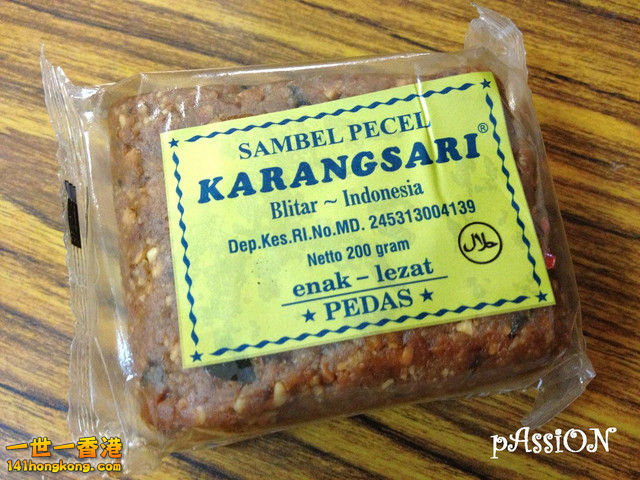 SAMBEL PECEL
KARANGSARI®
Blitar ~ Indonesia
Dep.Kes.RI.No.MD. 245313004139
Netto 200 gram
حلال
enak - lezat
★ PEDAS ★
一世一香港
141hongkong.com
pAssiON